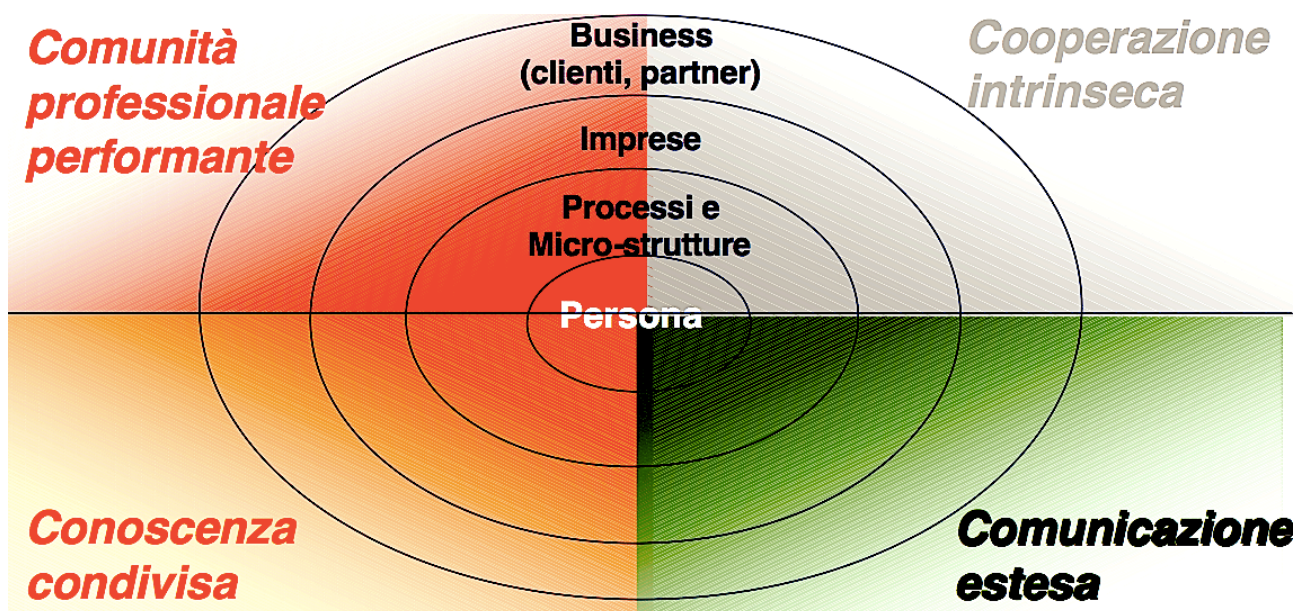 Comunità
professionale
performante
Business
(clienti, partner)
Cooperazione
intrinseca
Imprese
Processi e
Micro-strutture
Persona
Conoscenza
condivisa
Comunicazione
estesa